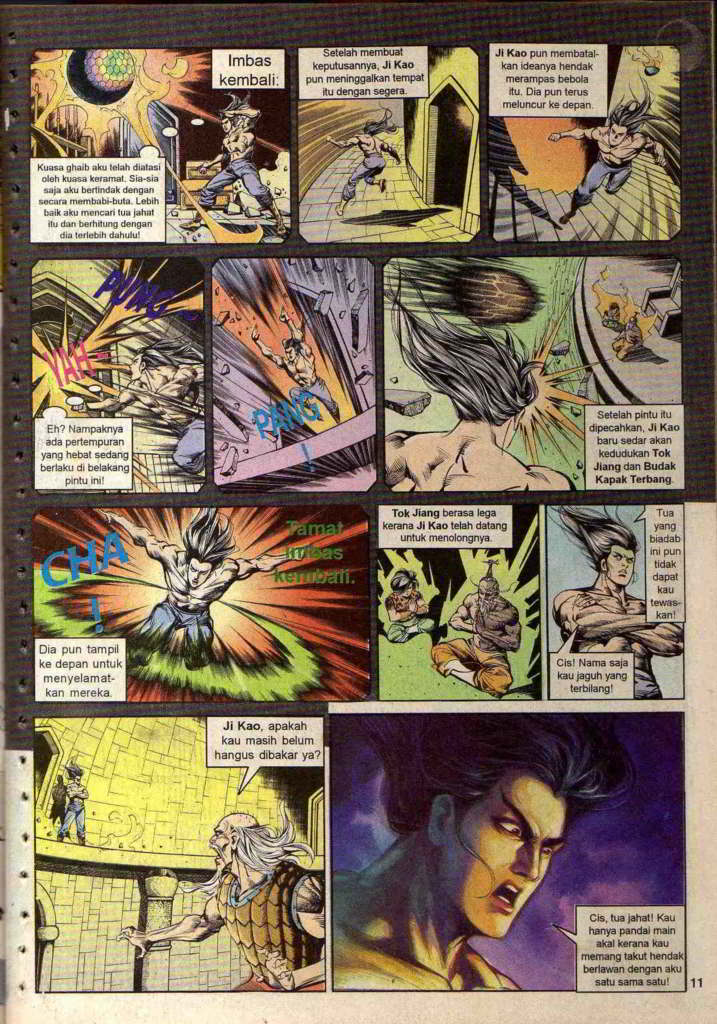 Imbas
kembali:
Kuasa ghaib aku telah diatasi
oleh kuasa keramat. Sia-sia
saja aku bertindak dengan
secara membabi-buta. Lebih
baik aku mencari tua jahat
itu dan berhitung dengan
dia terlebih dahulu!
Setelah membuat
keputusannya, Ji Kao
pun meninggalkan tempat
itu dengan segera.
Ji Kao pun membatal-
kan ideanya hendak
merampas bebola
itu. Dia pun terus
meluncur ke depan.
PUNG~
YAH~
Eh? Nampaknya
ada pertempuran
yang hebat sedang
berlaku di belakang
pintu ini!
PANG
!
Setelah pintu itu
dipecahkan, Ji Kao
baru sedar akan
kedudukan Tok
Jiang dan Budak
Kapak Terbang.
CHA
!
Tamat
imbas
kembali.
Dia pun tampil
ke depan untuk
menyelamat-
kan mereka.
Tok Jiang berasa lega
kerana Ji Kao telah datang
untuk menolongnya.
Tua
yang
biadab
ini pun
tidak
dapat
kau
tewas-
kan!
Cis! Nama saja
kau jaguh yang
terbilang!
Ji Kao, apakah
kau masih belum
hangus dibakar ya?
Cis, tua jahat! Kau
hanya pandai main
akal kerana kau
memang takut hendak
berlawan dengan aku
satu sama satu!
11